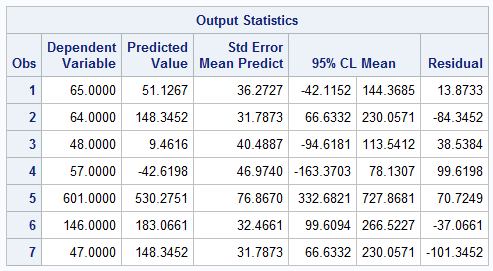 Output Statistics
Obs Dependent Variable Predicted Value Std Error Mean Predict 95% CL Mean Residual
1 65.0000 51.1267 36.2727 -42.1152 144.3685 13.8733
2 64.0000 148.3452 31.7873 66.6332 230.0571 -84.3452
3 48.0000 9.4616 40.4887 -94.6181 113.5412 38.5384
4 57.0000 -42.6198 46.9740 -163.3703 78.1307 99.6198
5 601.0000 530.2751 76.8670 332.6821 727.8681 70.7249
6 146.0000 183.0661 32.4661 99.6094 266.5227 -37.0661
7 47.0000 148.3452 31.7873 66.6332 230.0571 -101.3452